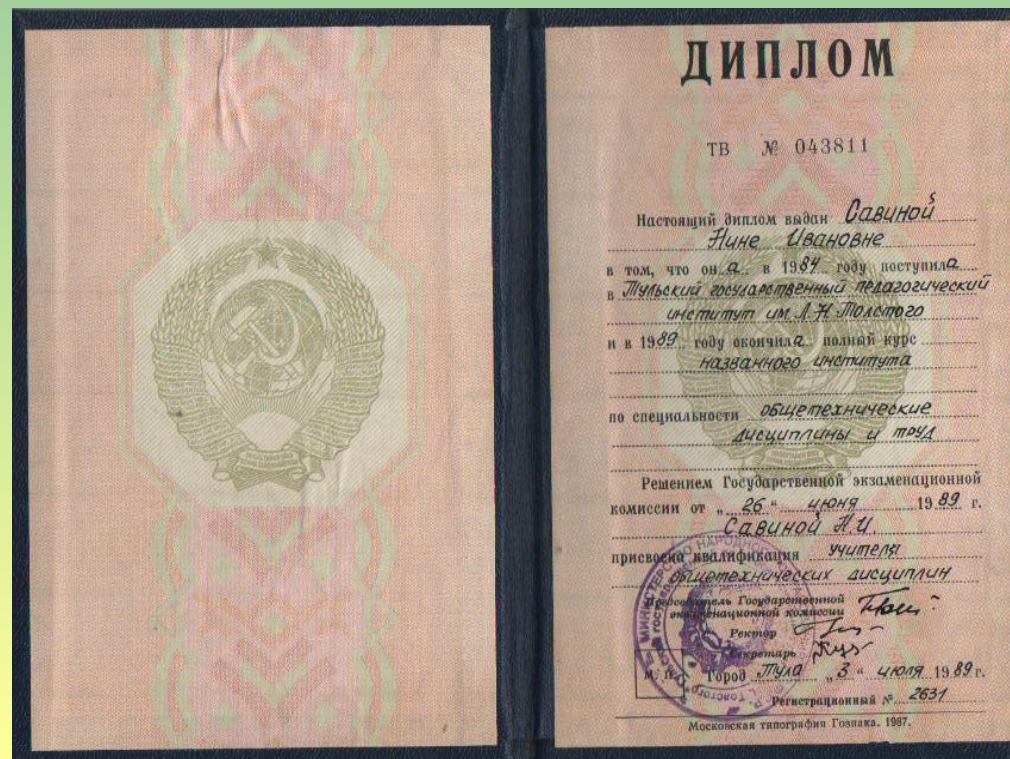 ДИПЛОМ
ТВ № 043811
Настоящий диплом выдан Савиной
Нине Ивановне
в том, что она в 1984 году поступила
в Тульский государственный педагогический
институт им. Л.Н.Толстого
и в 1989 году окончила полный курс
названного института
по специальности общетехнические
дисциплины и труд
Решением Государственной экзаменационной
комиссии от „26“ июня 1989 г.
Савиной Н.И.
присвоена квалификация учителя
общетехнических дисциплин
Председатель Государственной
экзаменационной комиссии
Ректор
Секретарь
М. П. Город Тула „3“ июля 1989 г.
Регистрационный № 2631
Московская типография Гознака. 1987.